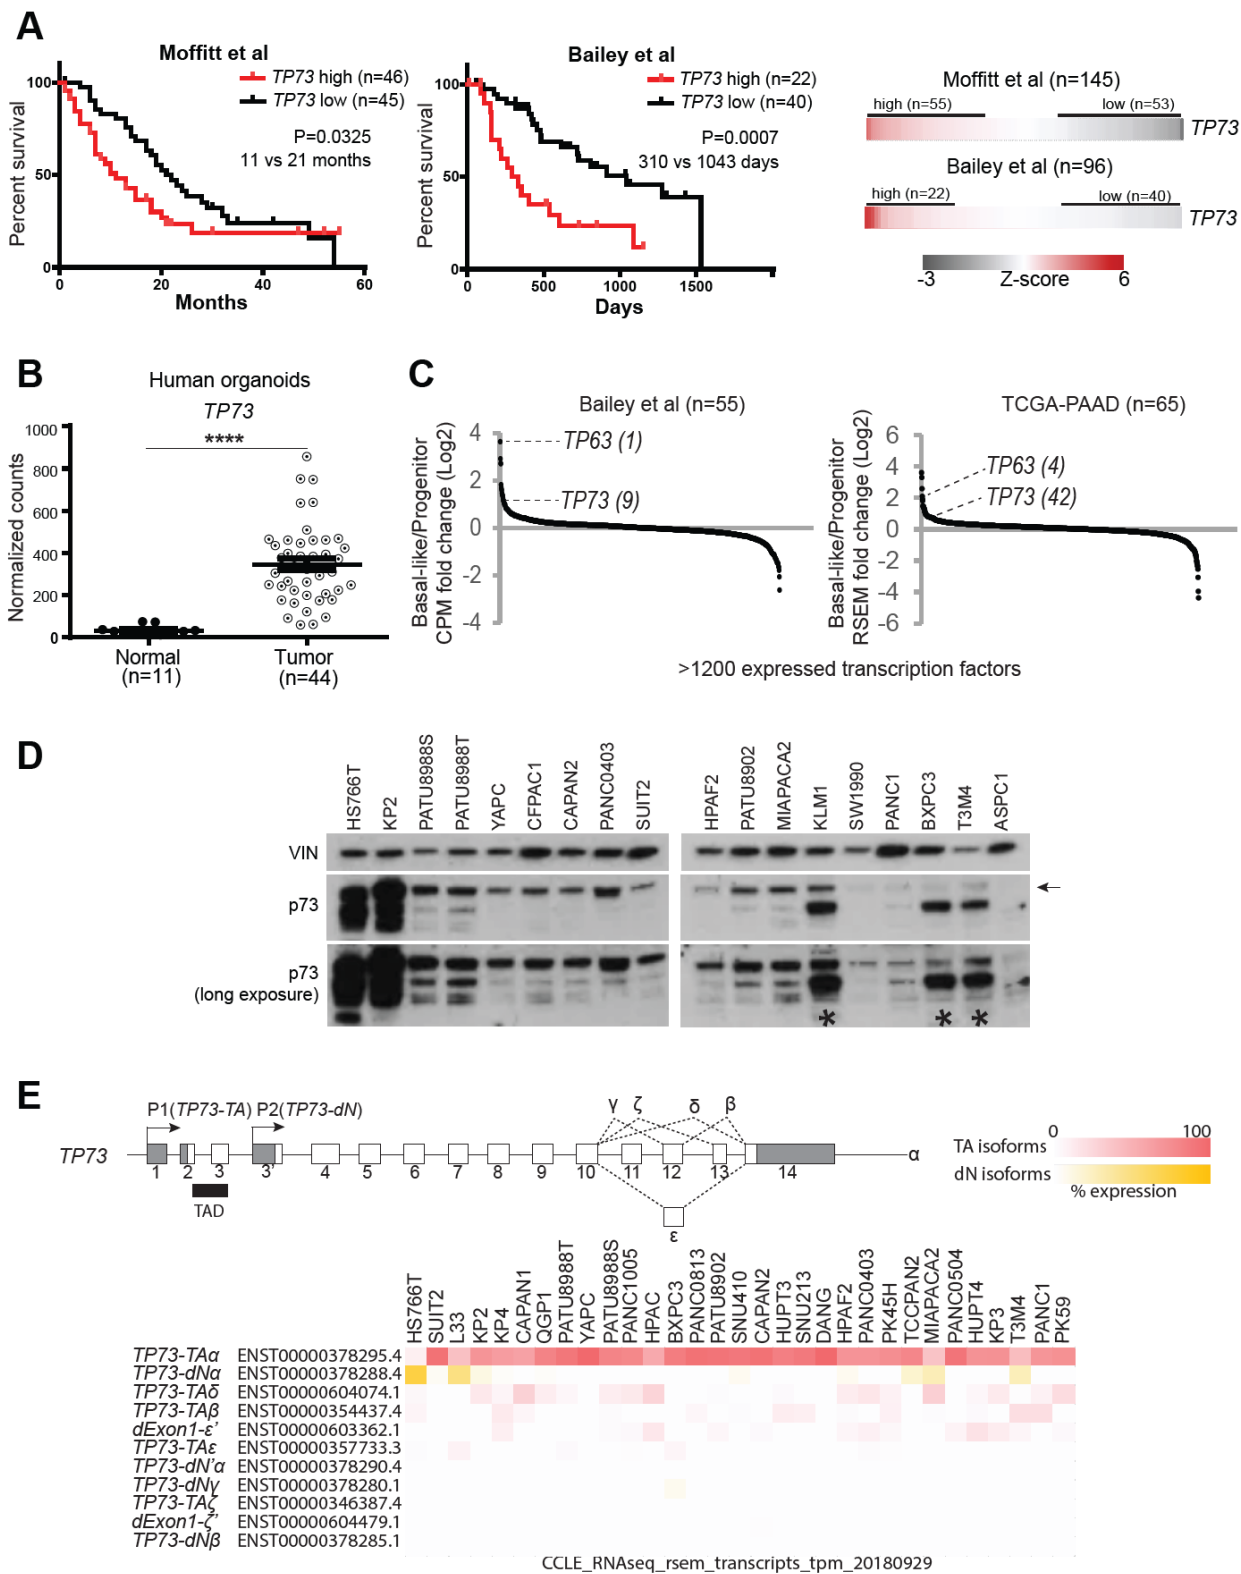 A
Moffitt et al
TP73 high (n=46)
TP73 low (n=45)
P=0.0325
11 vs 21 months
Percent survival
100
50
0
0 20 40 60
Months
Bailey et al
TP73 high (n=22)
TP73 low (n=40)
P=0.0007
310 vs 1043 days
Percent survival
100
50
0
0 500 1000 1500
Days
Moffitt et al (n=145)
high (n=55) low (n=53)
TP73
Bailey et al (n=96)
high (n=22) low (n=40)
TP73
-3 Z-score 6
B
Human organoids
TP73
****
Normalized counts
1000
800
600
400
200
0
Normal Tumor
(n=11) (n=44)
C
Bailey et al (n=55)
Basal-like/Progenitor
CPM fold change (Log2)
4
2
0
-2
-4
TP63 (1)
TP73 (9)
TCGA-PAAD (n=65)
Basal-like/Progenitor
RSEM fold change (Log2)
6
4
2
0
-2
-4
-6
TP63 (4)
TP73 (42)
>1200 expressed transcription factors
D
HS766T KP2 PATU8988S PATU8988T YAPC CFPAC1 CAPAN2 PANC0403 SUIT2
HPAF2 PATU8902 MIAPACA2 KLM1 SW1990 PANC1 BXPC3 T3M4 ASPC1
VIN
p73
p73
(long exposure)
* * *
E
P1(TP73-TA) P2(TP73-dN)
γ ζ δ β
TP73
α
1 2 3 3' 4 5 6 7 8 9 10 11 12 13 14
TAD
ε
0 100
TA isoforms
dN isoforms
% expression
HS766T SUIT2 L33 KP2 KP4 CAPAN1 QGP1 PATU8988T YAPC PATU8988S PANC1005 HPAC BXPC3 PANC0813 PATU8902 SNU410 CAPAN2 HUPT3 SNU213 DANG HPAF2 PANC0403 PK45H TCCPAN2 MIAPACA2 PANC0504 HUPT4 KP3 T3M4 PANC1 PK59
TP73-TAα ENST00000378295.4
TP73-dNα ENST00000378288.4
TP73-TAδ ENST00000604074.1
TP73-TAβ ENST00000354437.4
dExon1-ε' ENST00000603362.1
TP73-TAε ENST00000357733.3
TP73-dN'α ENST00000378290.4
TP73-dNγ ENST00000378280.1
TP73-TAζ ENST00000346387.4
dExon1-ζ' ENST00000604479.1
TP73-dNβ ENST00000378285.1
CCLE_RNAseq_rsem_transcripts_tpm_20180929